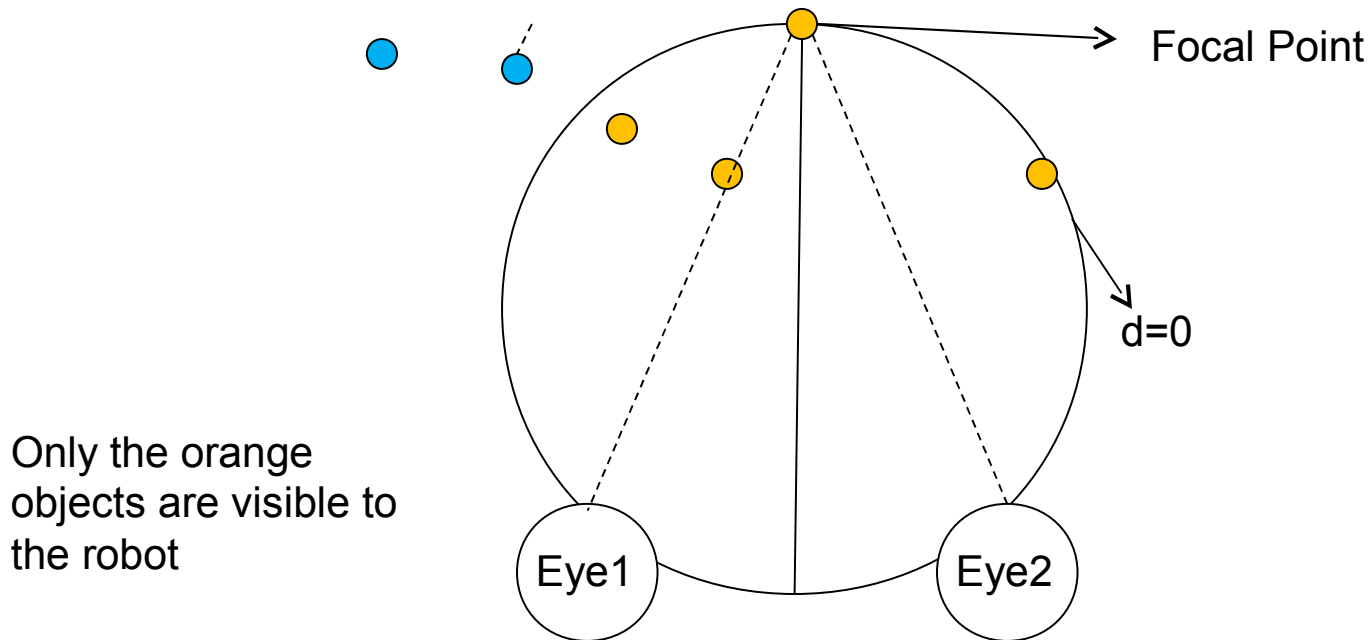 Focal Point
d=0
Only the orange
objects are visible to
the robot
Eye1
Eye2